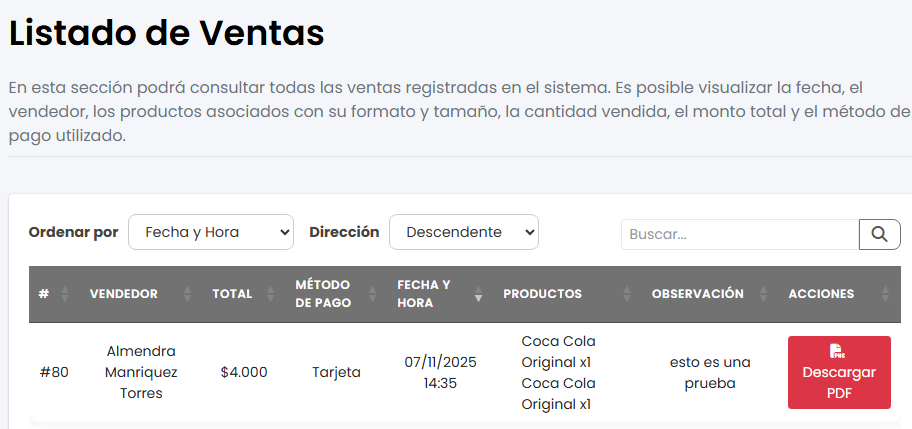 Listado de Ventas
En esta sección podrá consultar todas las ventas registradas en el sistema. Es posible visualizar la fecha, el
vendedor, los productos asociados con su formato y tamaño, la cantidad vendida, el monto total y el método de
pago utilizado.
Ordenar por Fecha y Hora Dirección Descendente Buscar...
# VENDEDOR TOTAL MÉTODO DE PAGO FECHA Y HORA PRODUCTOS OBSERVACIÓN ACCIONES
#80
Almendra
Manriquez
Torres
$4.000
Tarjeta
07/11/2025
14:35
Coca Cola
Original x1
Coca Cola
Original x1
esto es una
prueba
PNG
Descargar
PDF